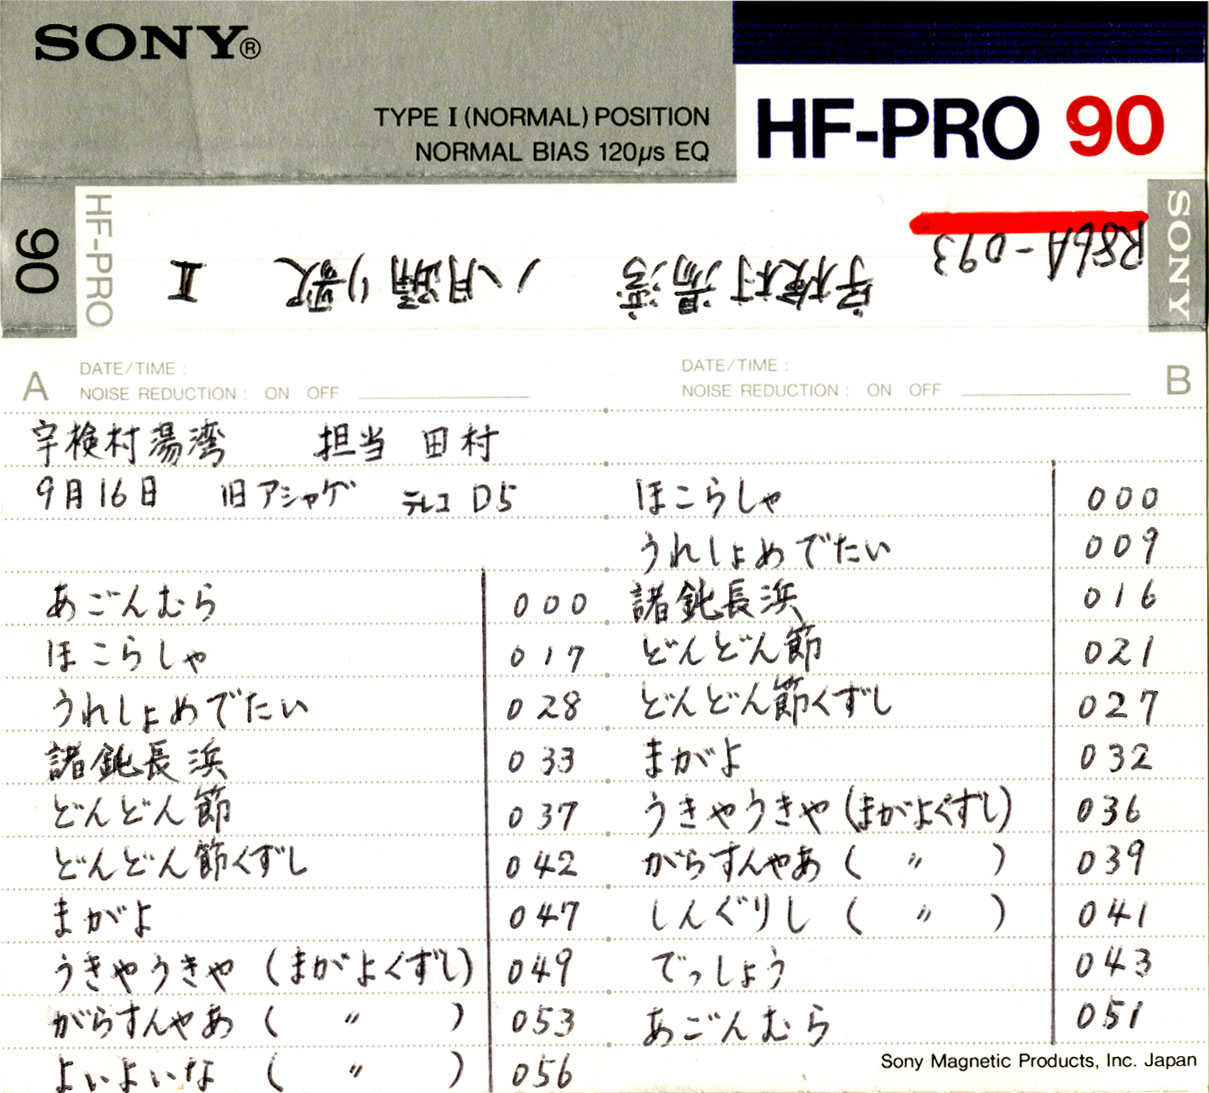 SONY®
TYPE I (NORMAL) POSITION
NORMAL BIAS 120μs EQ
HF-PRO 90
90
HF-PRO
R86A-093
宇検村湯湾 八月踊り歌 II
SONY
A
DATE/TIME :
NOISE REDUCTION : ON OFF
宇検村湯湾 担当 田村
9月16日 旧アシャゲ テレコ D5
あごんむら 000
ほこらしゃ 017
うれしょめでたい 028
諸鈍長浜 033
どんどん節 037
どんどん節くずし 042
まがよ 047
うきやうきや (まがよくずし) 049
がらすんやあ ( 〃 ) 053
よいよいな ( 〃 ) 056
B
DATE/TIME :
NOISE REDUCTION : ON OFF
ほこらしゃ 000
うれしょめでたい 009
諸鈍長浜 016
どんどん節 021
どんどん節くずし 027
まがよ 032
うきやうきや (まがよくずし) 036
がらすんやあ ( 〃 ) 039
しんぐりし ( 〃 ) 041
でっしょう 043
あごんむら 051
Sony Magnetic Products, Inc. Japan